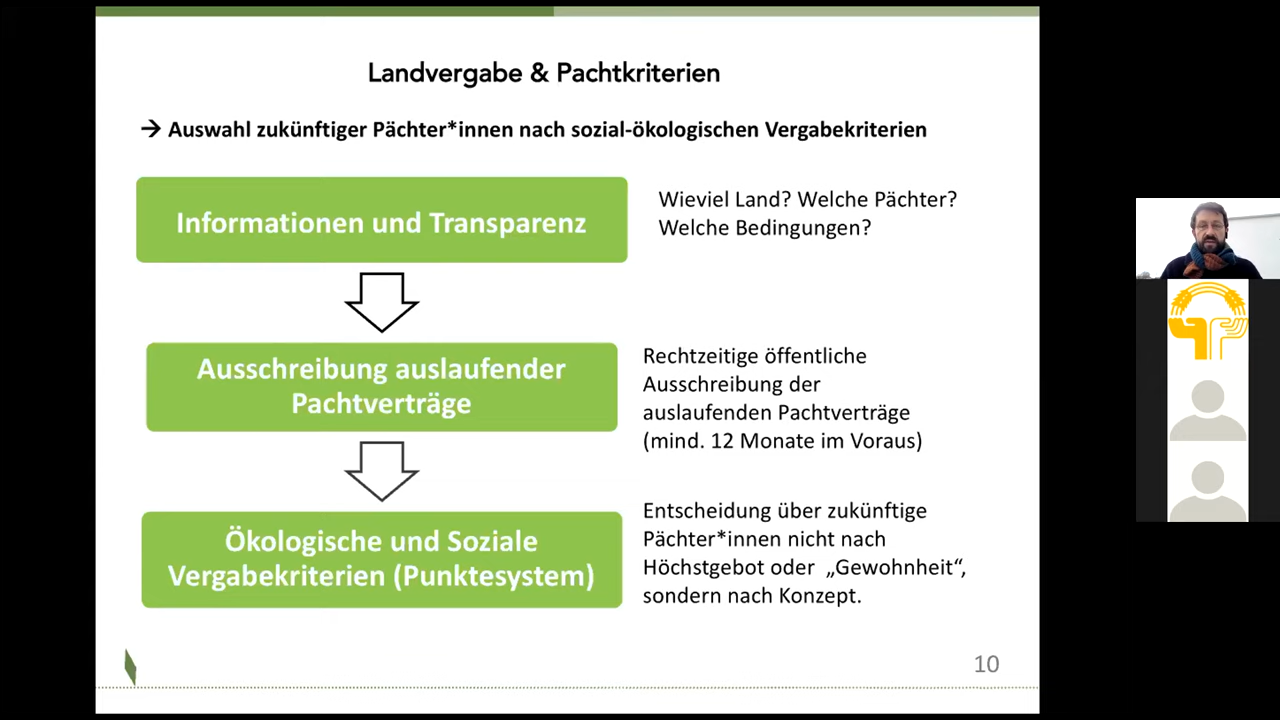 Landvergabe & Pachtkriterien
→ Auswahl zukünftiger Pächter*innen nach sozial-ökologischen Vergabekriterien
Informationen und Transparenz
Wieviel Land? Welche Pächter?
Welche Bedingungen?
Ausschreibung auslaufender
Pachtverträge
Rechtzeitige öffentliche
Ausschreibung der
auslaufenden Pachtverträge
(mind. 12 Monate im Voraus)
Ökologische und Soziale
Vergabekriterien (Punktesystem)
Entscheidung über zukünftige
Pächter*innen nicht nach
Höchstgebot oder „Gewohnheit“,
sondern nach Konzept.
10